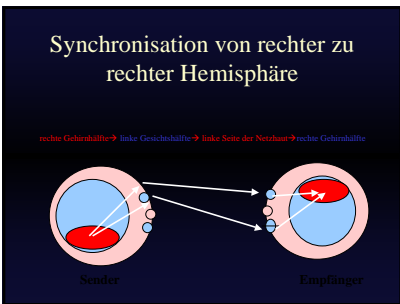 Synchronisation von rechter zu
rechter Hemisphäre
rechte Gehirnhälfte→ linke Gesichtshälfte→ linke Seite der Netzhaut→rechte Gehirnhälfte
Sender
Empfänger